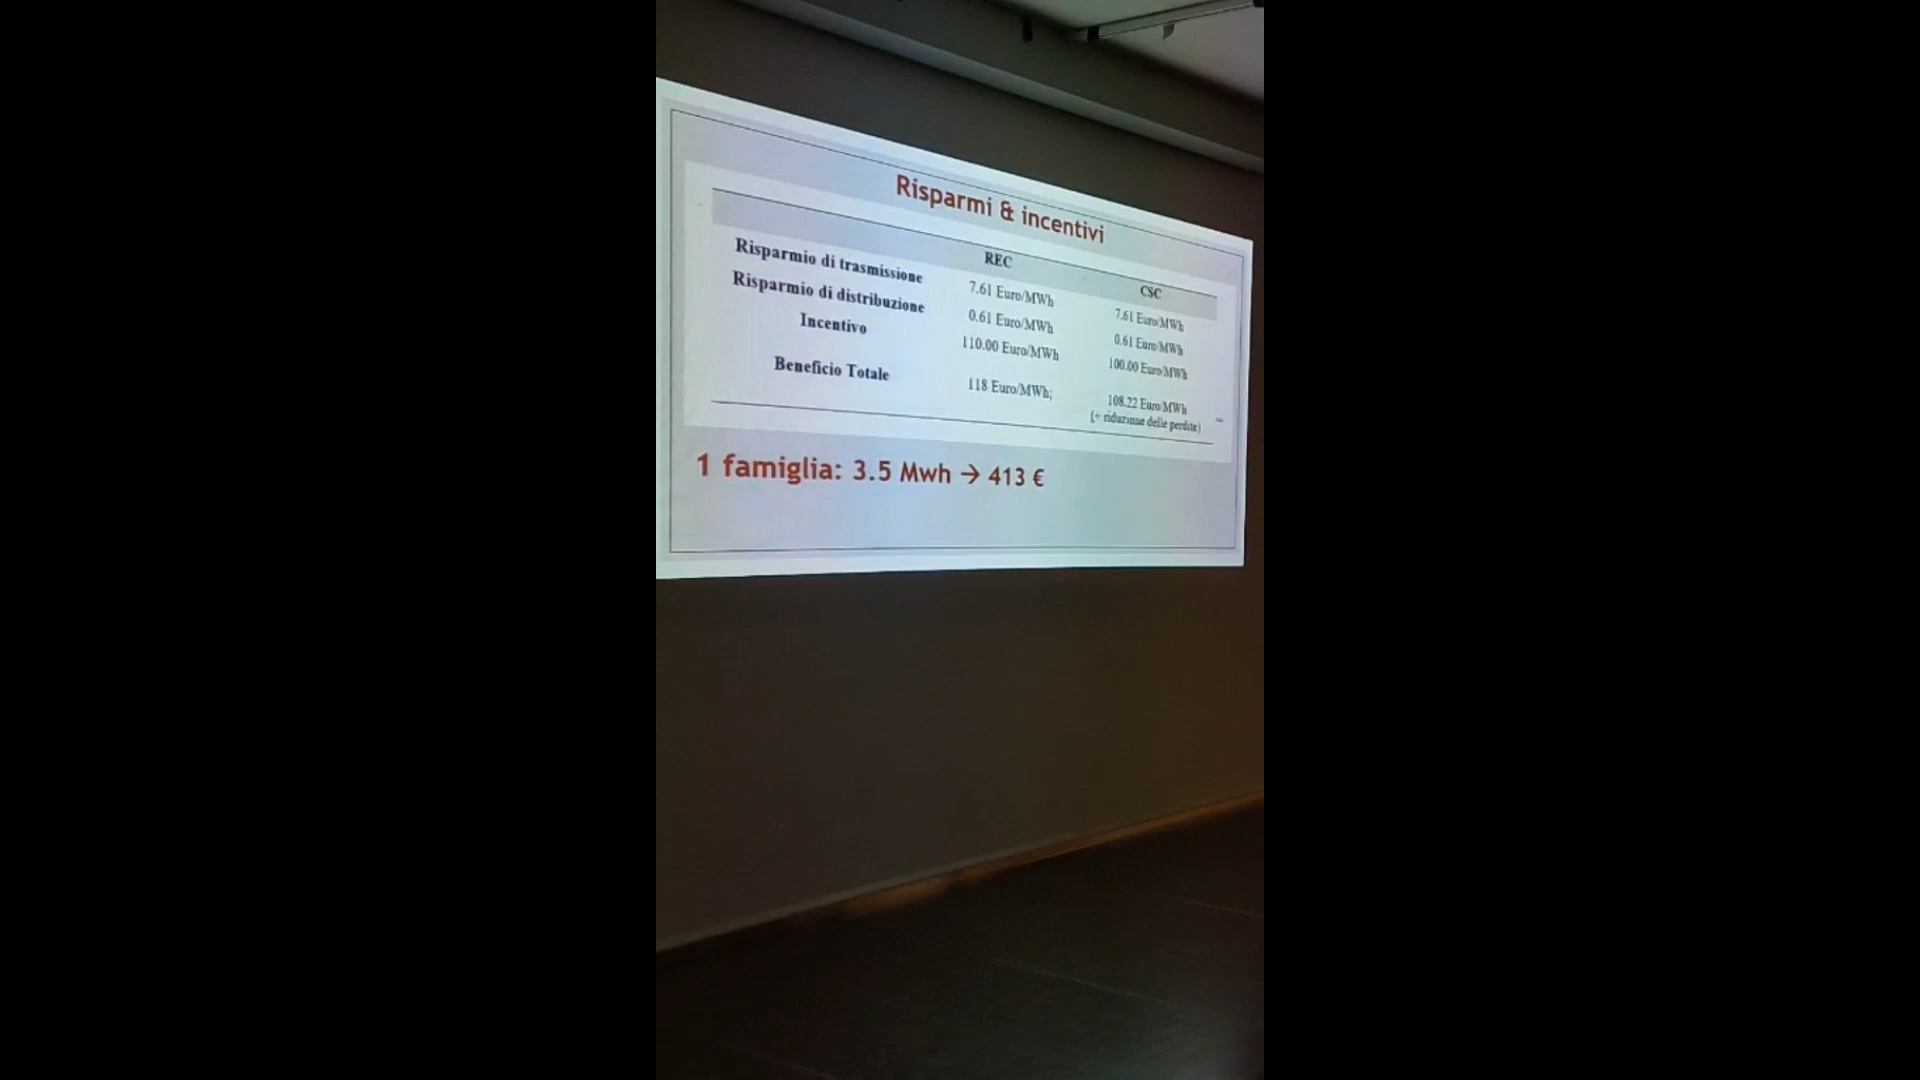 Risparmi & incentivi
REC CSC
Risparmio di trasmissione 7.61 Euro/MWh 7.61 Euro/MWh
Risparmio di distribuzione 0.61 Euro/MWh 0.61 Euro/MWh
Incentivo 110.00 Euro/MWh 100.00 Euro/MWh
Beneficio Totale 118 Euro/MWh; 108.22 Euro/MWh
(+ riduzione delle perdite)
1 famiglia: 3.5 Mwh → 413 €